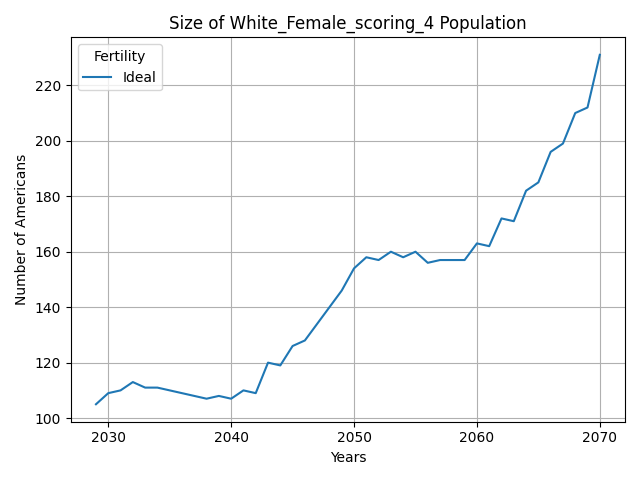 Size of White_Female_scoring_4 Population
Fertility
Ideal
220
200
180
160
140
120
100
Number of Americans
2030 2040 2050 2060 2070
Years